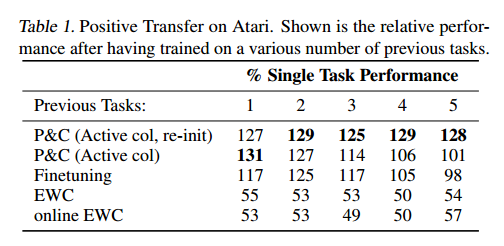 Table 1. Positive Transfer on Atari. Shown is the relative perfor-
mance after having trained on a various number of previous tasks.
% Single Task Performance
Previous Tasks: 1 2 3 4 5
P&C (Active col, re-init) 127 129 125 129 128
P&C (Active col) 131 127 114 106 101
Finetuning 117 125 117 105 98
EWC 55 53 53 50 54
online EWC 53 53 49 50 57